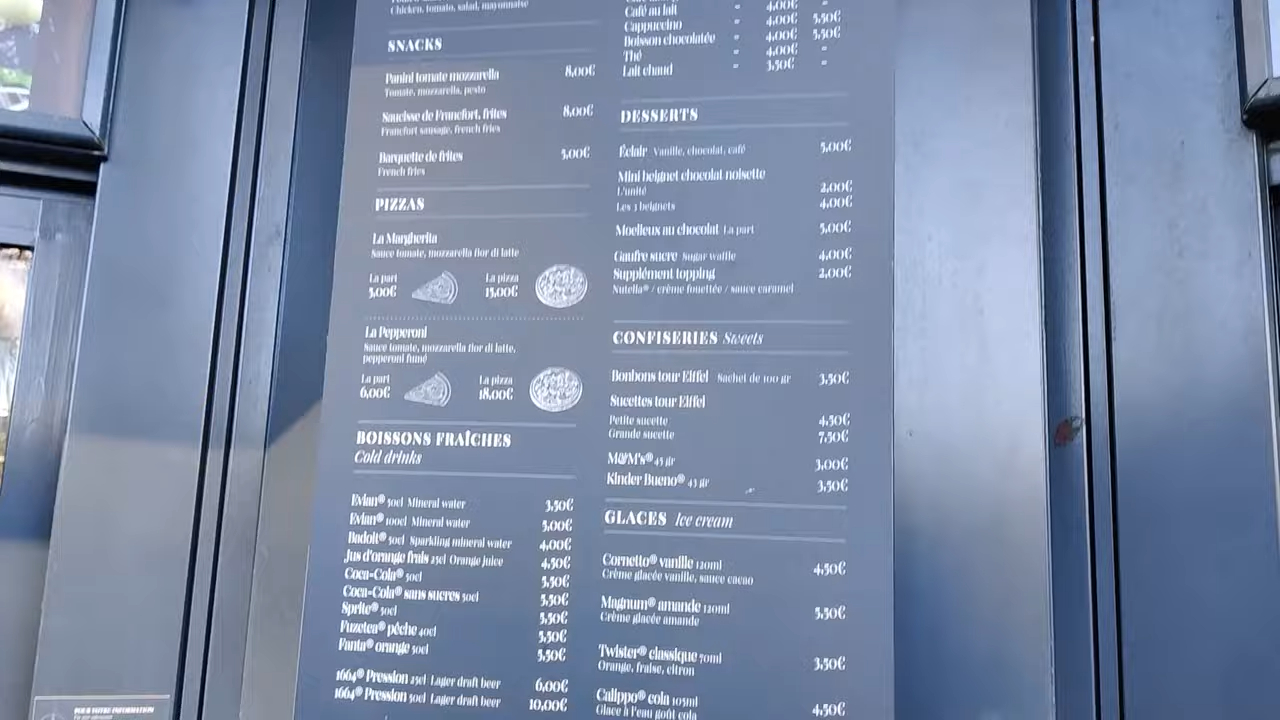 Chicken, tomato, salad, mayonnaise
SNACKS
Panini tomate mozzarella 8,00€
Tomate, mozzarella, pesto
Saucisse de Francfort, frites 8,00€
Francfort sausage, french fries
Barquette de frites 5,00€
French fries
PIZZAS
La Margherita
Sauce tomate, mozzarella fior di latte
La part La pizza
5,00€ 15,00€
La Pepperoni
Sauce tomate, mozzarella fior di latte,
pepperoni fumé
La part La pizza
6,00€ 18,00€
BOISSONS FRAÎCHES
Cold drinks
Evian® 50cl Mineral water 3,50€
Evian® 100cl Mineral water 5,00€
Badoit® 50cl Sparkling mineral water 4,00€
Jus d'orange frais 25cl Orange juice 4,50€
Coca-Cola® 50cl 5,50€
Coca-Cola® sans sucres 50cl 5,50€
Sprite® 50cl 5,50€
Fuzetea® pêche 40cl 5,50€
Fanta® orange 50cl 5,50€
1664® Pression 25cl Lager draft beer 6,00€
1664® Pression 50cl Lager draft beer 10,00€
Café au lait " 4,00€ "
Cappuccino " 4,00€ 5,50€
Boisson chocolatée " 4,00€ 5,50€
Thé " 4,00€ "
Lait chaud " 3,50€ "
DESSERTS
Éclair Vanille, chocolat, café 5,00€
Mini beignet chocolat noisette
L'unité 2,00€
Les 3 beignets 4,00€
Moelleux au chocolat La part 5,00€
Gaufre sucre Sugar waffle 4,00€
Supplément topping 2,00€
Nutella® / crème fouettée / sauce caramel
CONFISERIES Sweets
Bonbons tour Eiffel Sachet de 100 gr 3,50€
Sucettes tour Eiffel
Petite sucette 4,50€
Grande sucette 7,50€
M&M's® 45 gr 3,00€
Kinder Bueno® 43 gr 3,50€
GLACES Ice cream
Cornetto® vanille 120ml 4,50€
Crème glacée vanille, sauce cacao
Magnum® amande 120ml 5,50€
Crème glacée amande
Twister® classique 70ml 3,50€
Orange, fraise, citron
Calippo® cola 105ml 4,50€
Glace à l'eau goût cola
POUR VOTRE INFORMATION